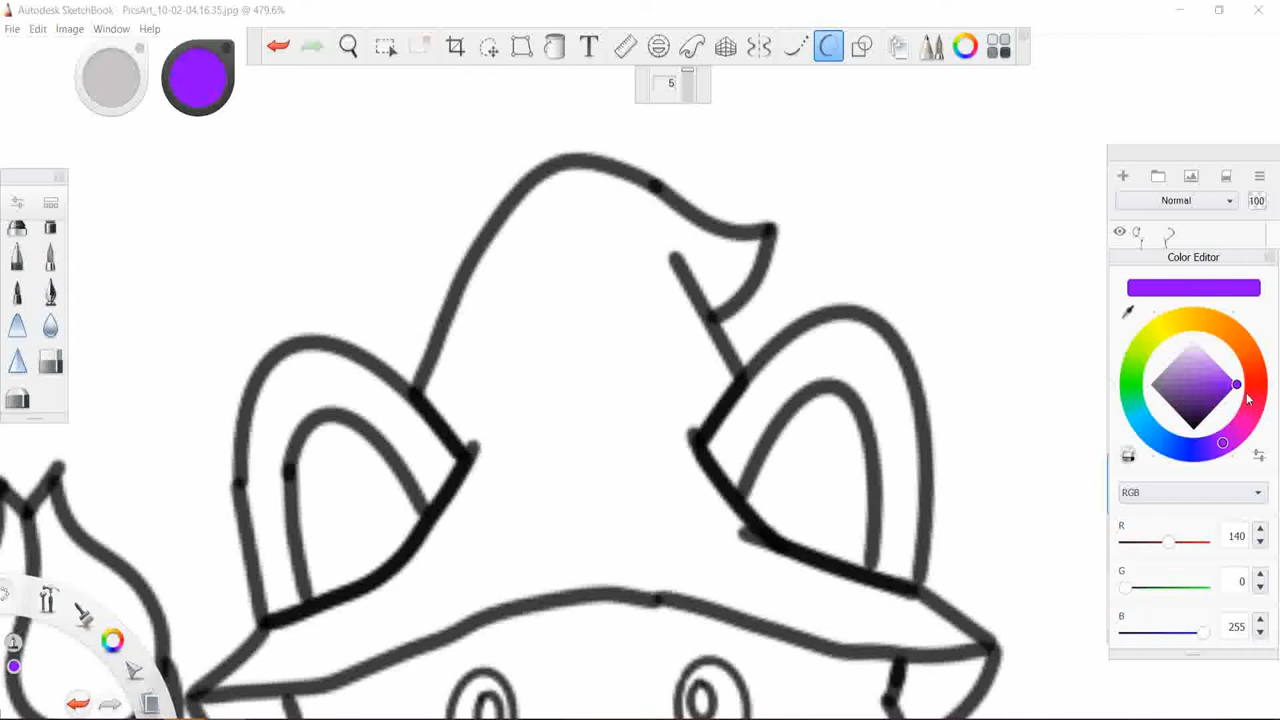 Autodesk SketchBook PicsArt_10-02-04.16.35.jpg @ 479.6%
File Edit Image Window Help
T
5
Normal 100
Color Editor
RGB
R 140
G 0
B 255